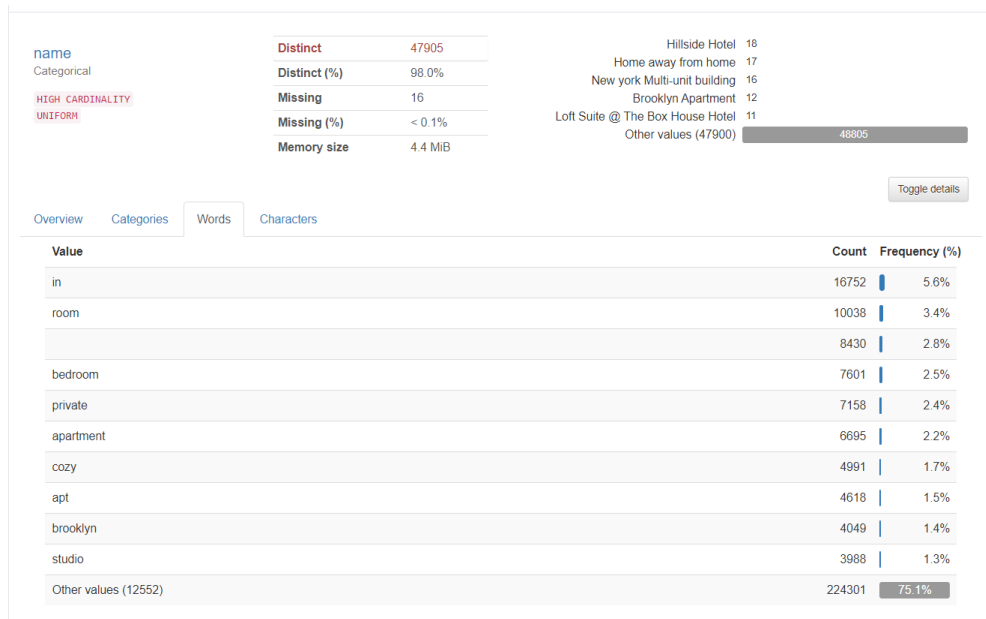 name
Categorical
HIGH CARDINALITY
UNIFORM
Distinct 47905
Distinct (%) 98.0%
Missing 16
Missing (%) < 0.1%
Memory size 4.4 MiB
Hillside Hotel 18
Home away from home 17
New york Multi-unit building 16
Brooklyn Apartment 12
Loft Suite @ The Box House Hotel 11
Other values (47900) 48805
Toggle details
Overview Categories Words Characters
Value Count Frequency (%)
in 16752 5.6%
room 10038 3.4%
8430 2.8%
bedroom 7601 2.5%
private 7158 2.4%
apartment 6695 2.2%
cozy 4991 1.7%
apt 4618 1.5%
brooklyn 4049 1.4%
studio 3988 1.3%
Other values (12552) 224301 75.1%